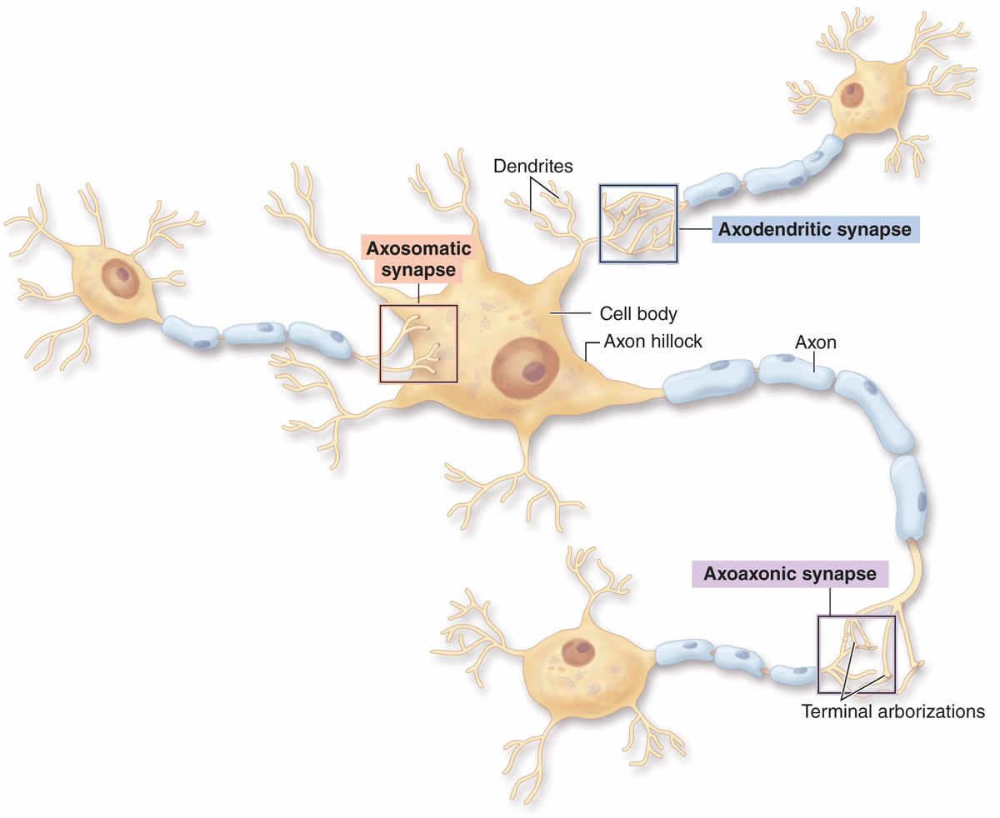 Dendrites
Axodendritic synapse
Axosomatic
synapse
Cell body
Axon hillock
Axon
Axoaxonic synapse
Terminal arborizations